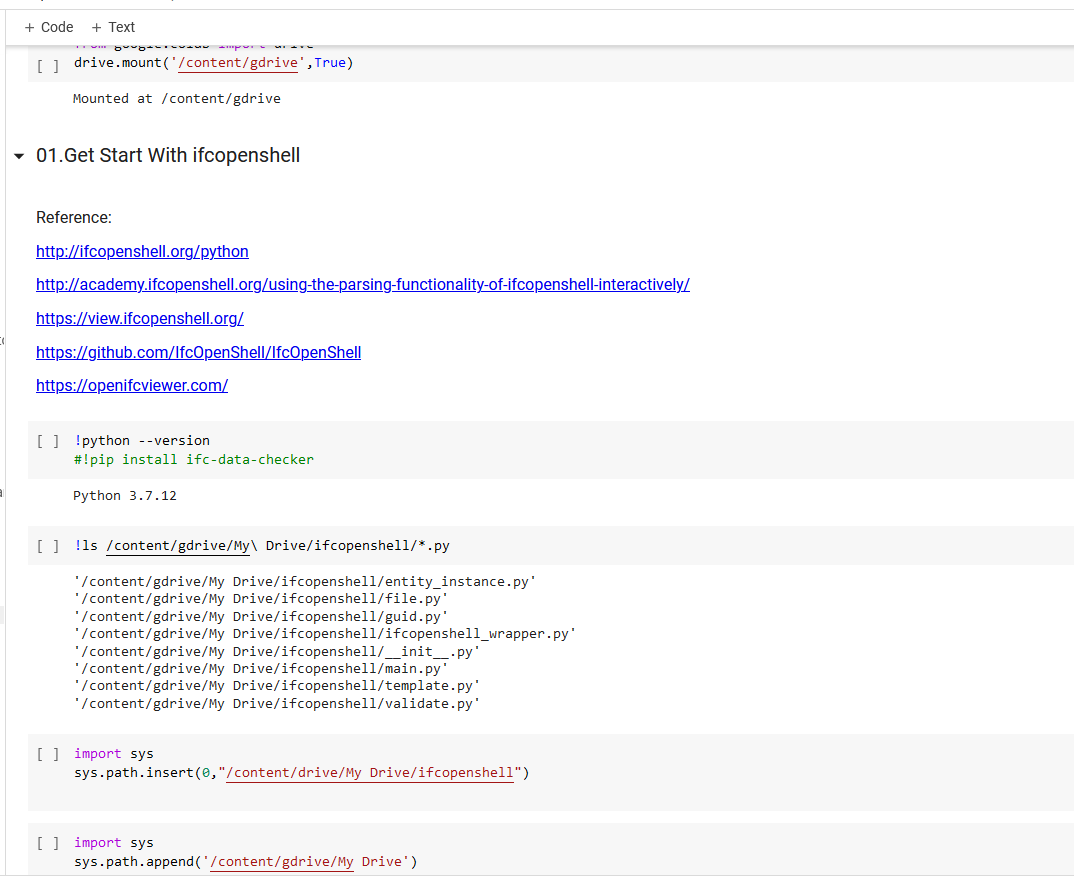 + Code + Text
from google.colab import drive
[ ] drive.mount('/content/gdrive',True)
Mounted at /content/gdrive
01.Get Start With ifcopenshell
Reference:
http://ifcopenshell.org/python
http://academy.ifcopenshell.org/using-the-parsing-functionality-of-ifcopenshell-interactively/
https://view.ifcopenshell.org/
https://github.com/IfcOpenShell/IfcOpenShell
https://openifcviewer.com/
[ ] !python --version
#!pip install ifc-data-checker
Python 3.7.12
[ ] !ls /content/gdrive/My\ Drive/ifcopenshell/*.py
'/content/gdrive/My Drive/ifcopenshell/entity_instance.py'
'/content/gdrive/My Drive/ifcopenshell/file.py'
'/content/gdrive/My Drive/ifcopenshell/guid.py'
'/content/gdrive/My Drive/ifcopenshell/ifcopenshell_wrapper.py'
'/content/gdrive/My Drive/ifcopenshell/__init__.py'
'/content/gdrive/My Drive/ifcopenshell/main.py'
'/content/gdrive/My Drive/ifcopenshell/template.py'
'/content/gdrive/My Drive/ifcopenshell/validate.py'
[ ] import sys
sys.path.insert(0,"/content/drive/My Drive/ifcopenshell")
[ ] import sys
sys.path.append('/content/gdrive/My Drive')